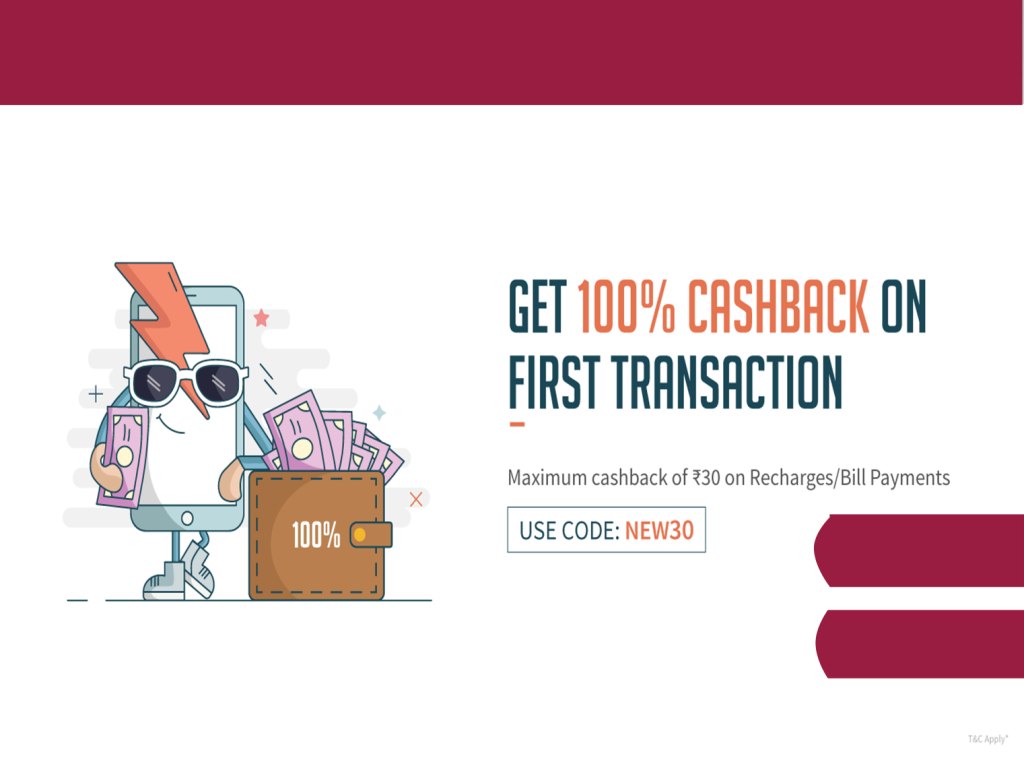 GET 100% CASHBACK ON
FIRST TRANSACTION
Maximum cashback of ₹30 on Recharges/Bill Payments
USE CODE: NEW30
100%
T&C Apply*